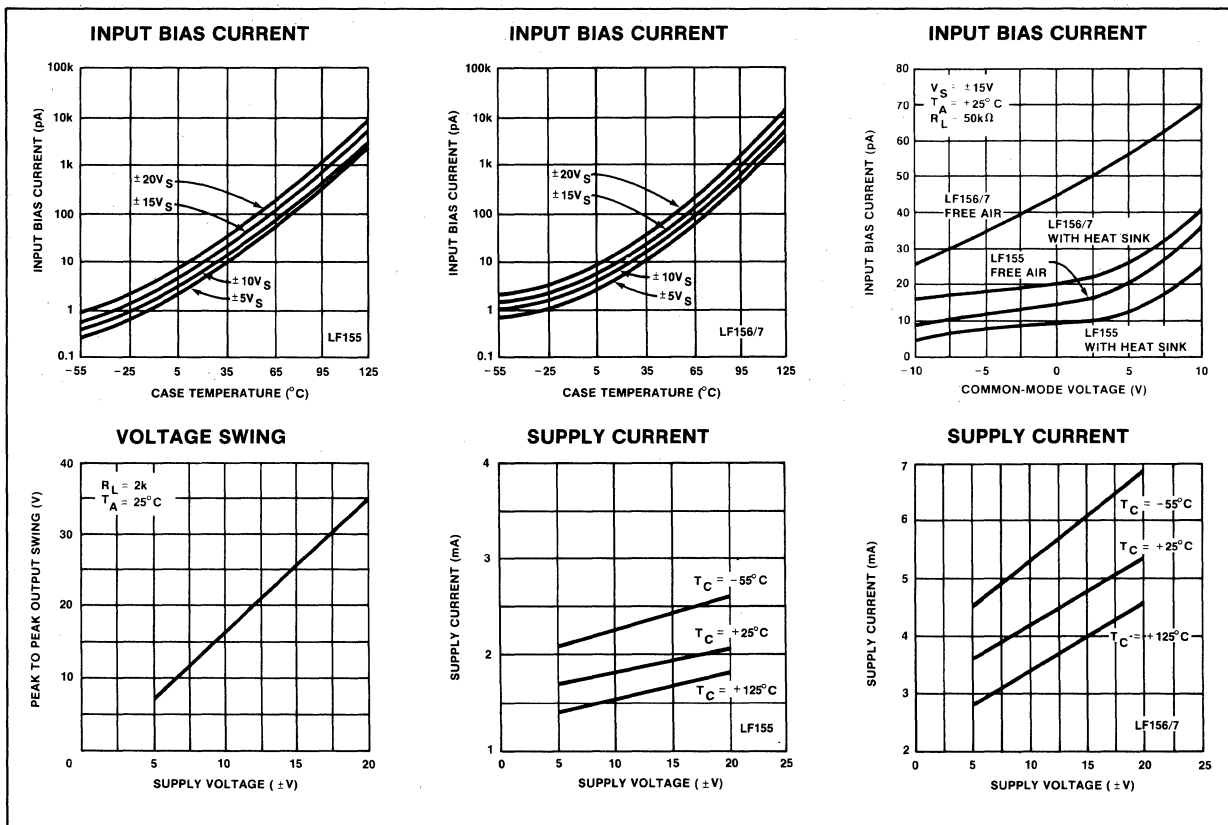 INPUT BIAS CURRENT
100k
10k
1k
100
10
1
0.1
INPUT BIAS CURRENT (pA)
±20VS
±15VS
±10VS
±5VS
LF155
-55 -25 5 35 65 95 125
CASE TEMPERATURE (°C)
INPUT BIAS CURRENT
100k
10k
1k
100
10
1
0.1
INPUT BIAS CURRENT (pA)
±20VS
±15VS
±10VS
±5VS
LF156/7
-55 -25 5 35 65 95 125
CASE TEMPERATURE (°C)
INPUT BIAS CURRENT
80
70
60
50
40
30
20
10
0
INPUT BIAS CURRENT (pA)
VS = ±15V
TA = +25°C
RL = 50kΩ
LF156/7
FREE AIR
LF156/7
WITH HEAT SINK
LF155
FREE AIR
LF155
WITH HEAT SINK
-10 -5 0 5 10
COMMON-MODE VOLTAGE (V)
VOLTAGE SWING
40
30
20
10
PEAK TO PEAK OUTPUT SWING (V)
RL = 2k
TA = 25°C
0 5 10 15 20
SUPPLY VOLTAGE (±V)
SUPPLY CURRENT
4
3
2
1
SUPPLY CURRENT (mA)
TC = -55°C
TC = +25°C
TC = +125°C
LF155
0 5 10 15 20 25
SUPPLY VOLTAGE (±V)
SUPPLY CURRENT
7
6
5
4
3
2
SUPPLY CURRENT (mA)
TC = -55°C
TC = +25°C
TC = ++125°C
LF156/7
0 5 10 15 20 25
SUPPLY VOLTAGE (±V)